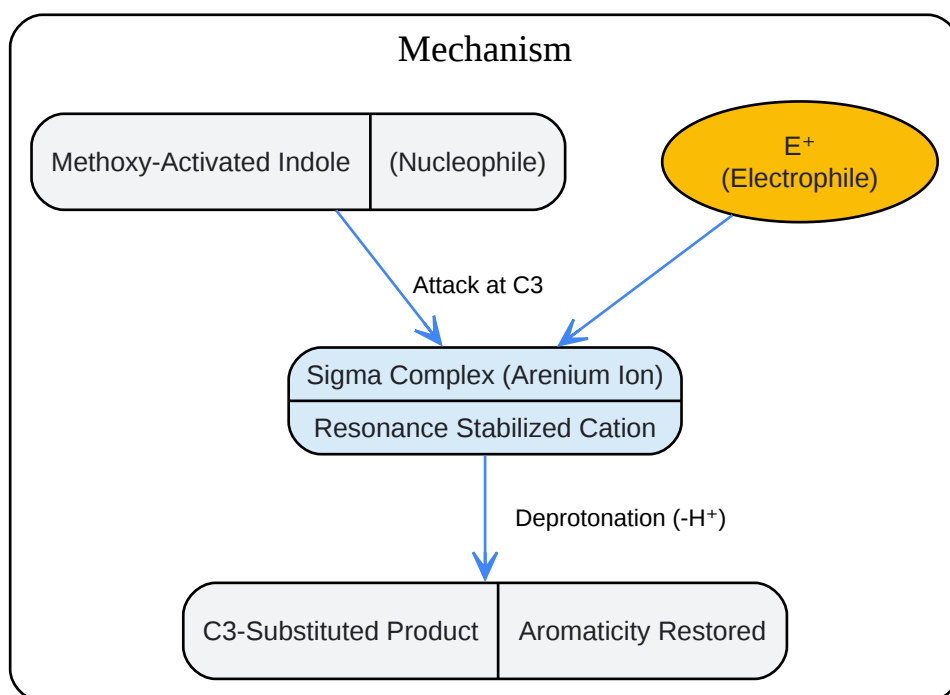 Mechanism
Methoxy-Activated Indole
(Nucleophile)
E⁺
(Electrophile)
Attack at C3
Sigma Complex (Arenium Ion)
Resonance Stabilized Cation
Deprotonation (-H⁺)
C3-Substituted Product
Aromaticity Restored